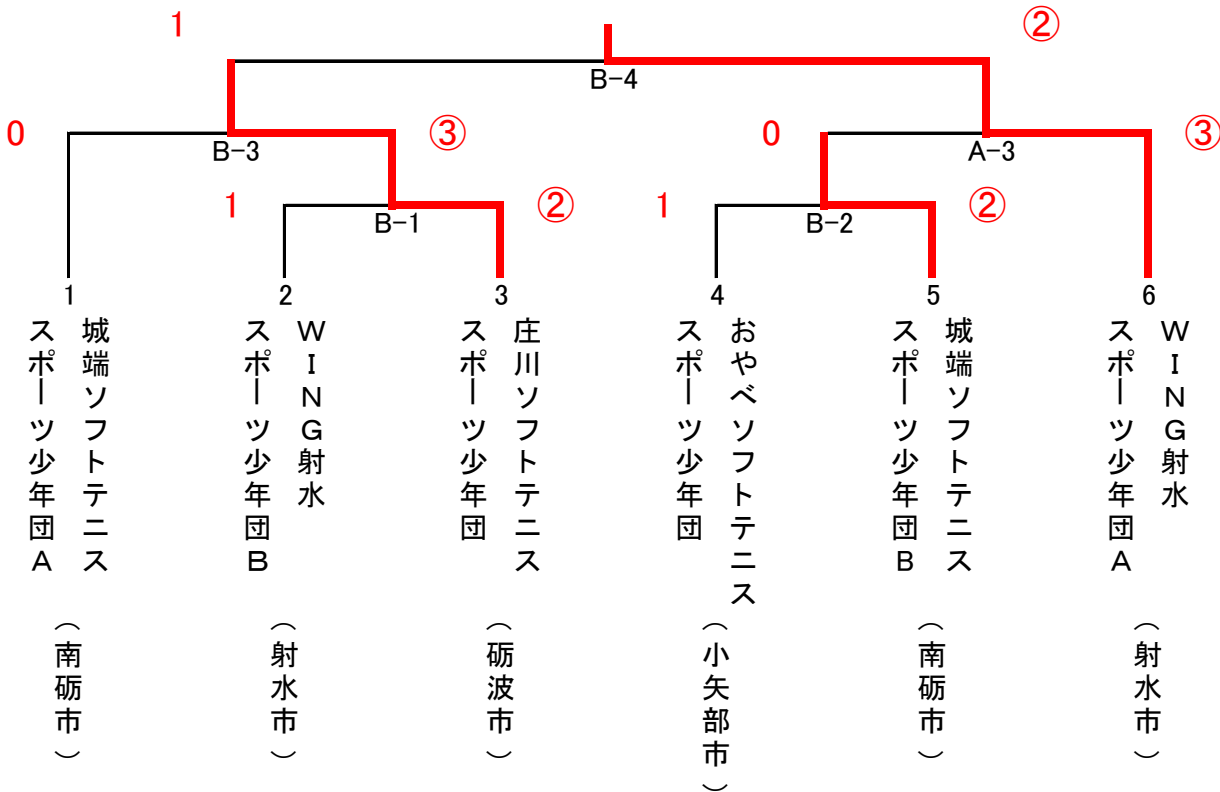 1
②
B-4
0
③
0
③
B-3
A-3
1
②
1
②
B-1
B-2
1
2
3
4
5
6
城端ソフトテニス
スポーツ少年団A
WING射水
スポーツ少年団B
庄川ソフトテニス
スポーツ少年団
おやべソフトテニス
スポーツ少年団
城端ソフトテニス
スポーツ少年団B
WING射水
スポーツ少年団A
（南砺市）
（射水市）
（砺波市）
（小矢部市）
（南砺市）
（射水市）